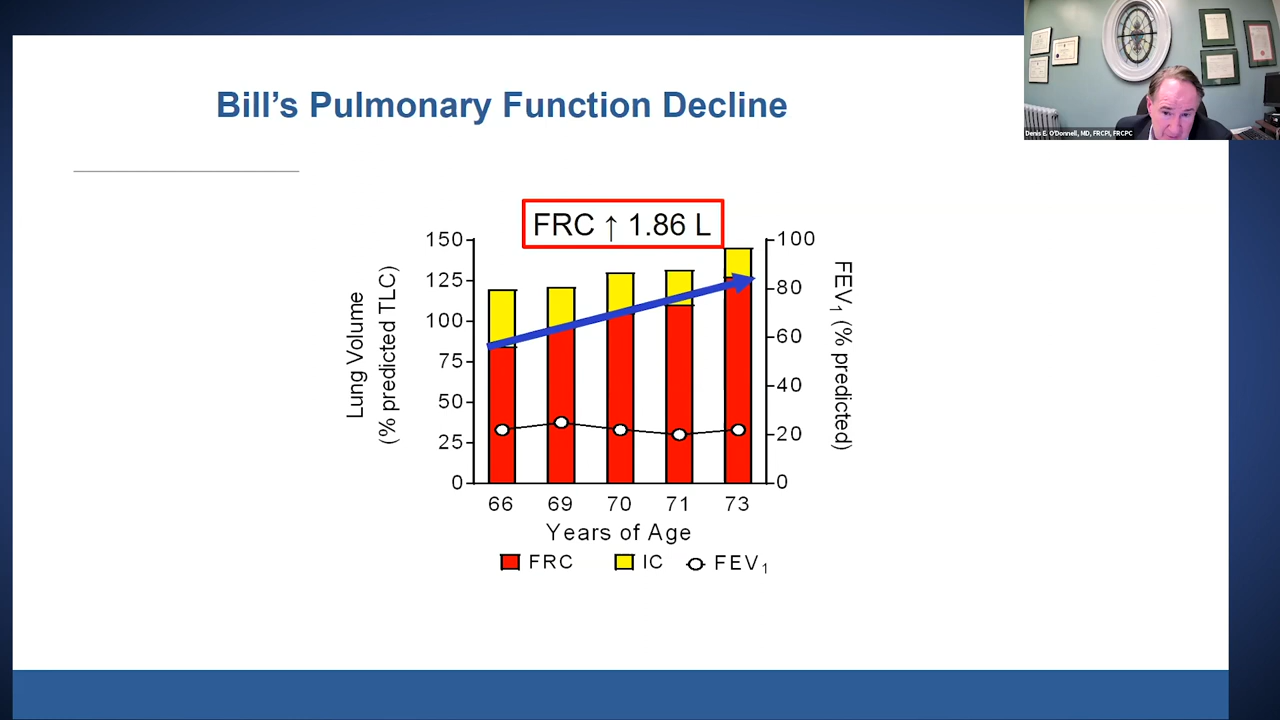 Bill’s Pulmonary Function Decline
Denis E. O'Donnell, MD, FRCPI, FRCPC
FRC ↑ 1.86 L
150
125
100
75
50
25
0
Lung Volume
(% predicted TLC)
100
80
60
40
20
0
FEV1 (% predicted)
66 69 70 71 73
Years of Age
FRC IC FEV1